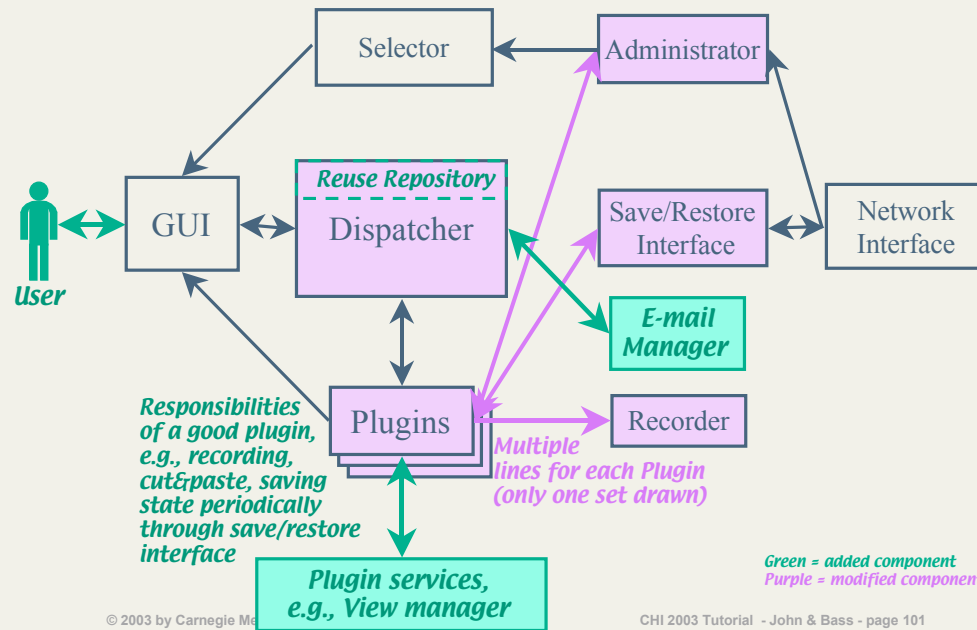 Selector
Administrator
Reuse Repository
GUI
Dispatcher
Save/Restore
Interface
Network
Interface
User
E-mail
Manager
Responsibilities
of a good plugin,
e.g., recording,
cut&paste, saving
state periodically
through save/restore
interface
Plugins
Recorder
Multiple
lines for each Plugin
(only one set drawn)
Plugin services,
e.g., View manager
Green = added component
Purple = modified component
© 2003 by Carnegie
CHI 2003 Tutorial - John & Bass - page 101